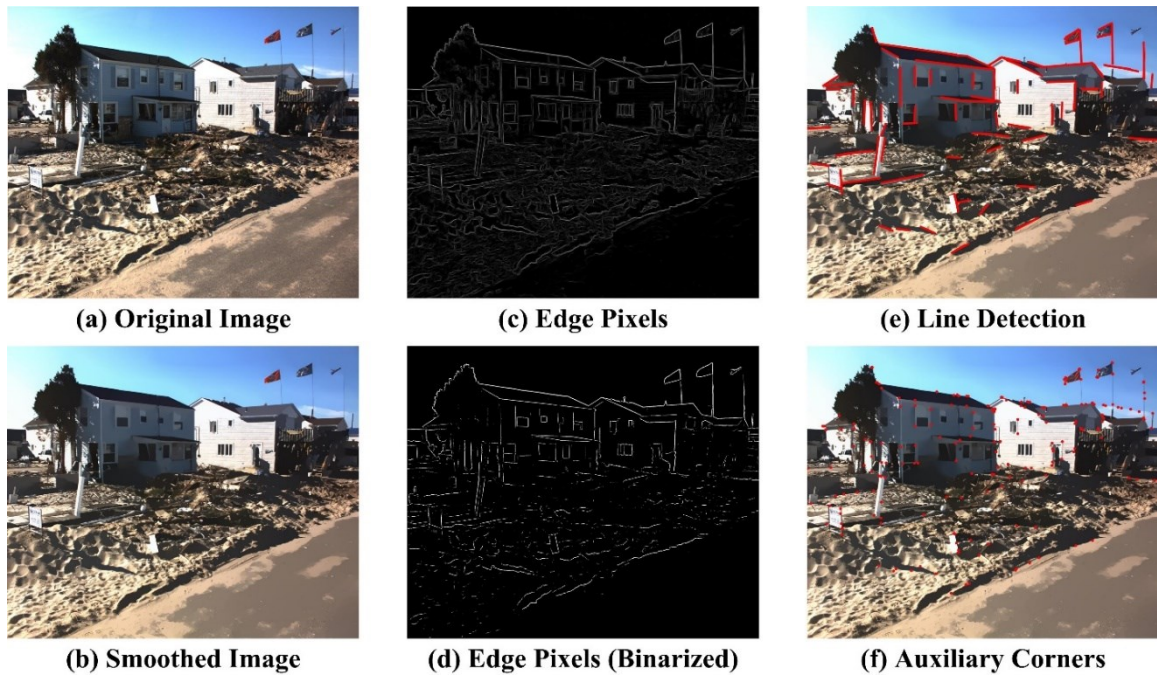 (a) Original Image
(c) Edge Pixels
(e) Line Detection
(b) Smoothed Image
(d) Edge Pixels (Binarized)
(f) Auxiliary Corners